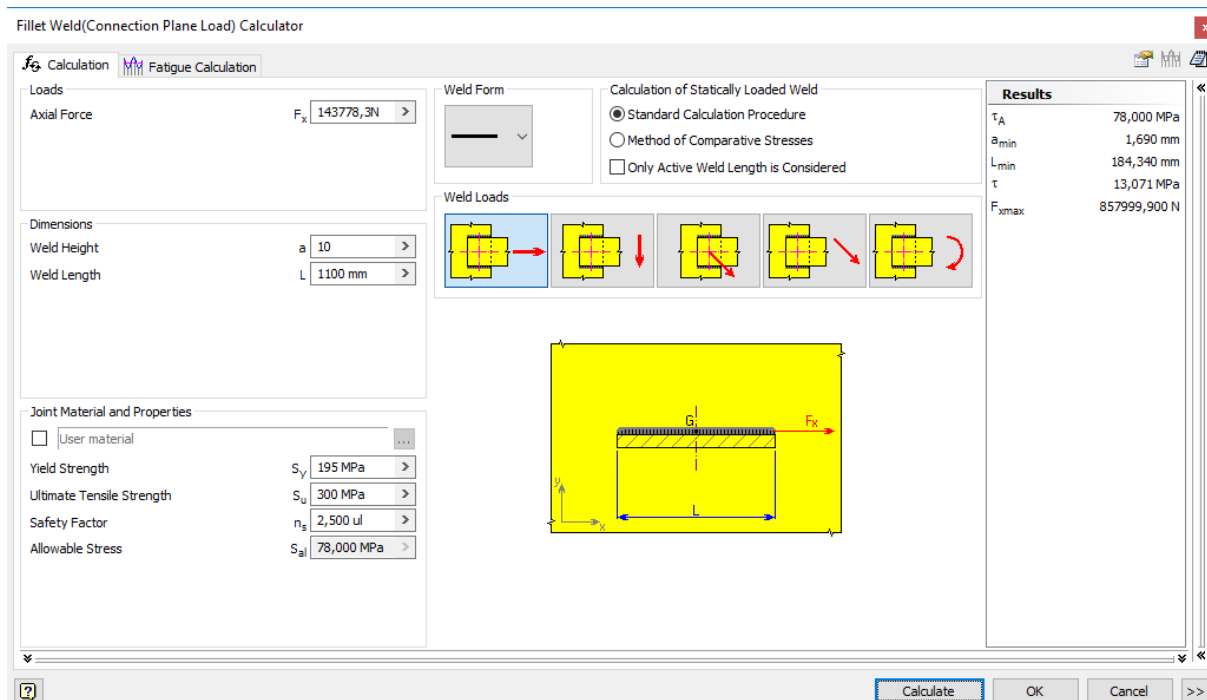 Fillet Weld(Connection Plane Load) Calculator
fG Calculation
Fatigue Calculation
Loads
Axial Force Fx 143778,3N >
Dimensions
Weld Height a 10 >
Weld Length L 1100 mm >
Joint Material and Properties
User material ...
Yield Strength Sy 195 MPa >
Ultimate Tensile Strength Su 300 MPa >
Safety Factor ns 2,500 ul >
Allowable Stress Sal 78,000 MPa >
Weld Form
Calculation of Statically Loaded Weld
Standard Calculation Procedure
Method of Comparative Stresses
Only Active Weld Length is Considered
Weld Loads
G Fx
L
y
x
Results
τA 78,000 MPa
amin 1,690 mm
Lmin 184,340 mm
τ 13,071 MPa
Fxmax 857999,900 N
? Calculate OK Cancel >>